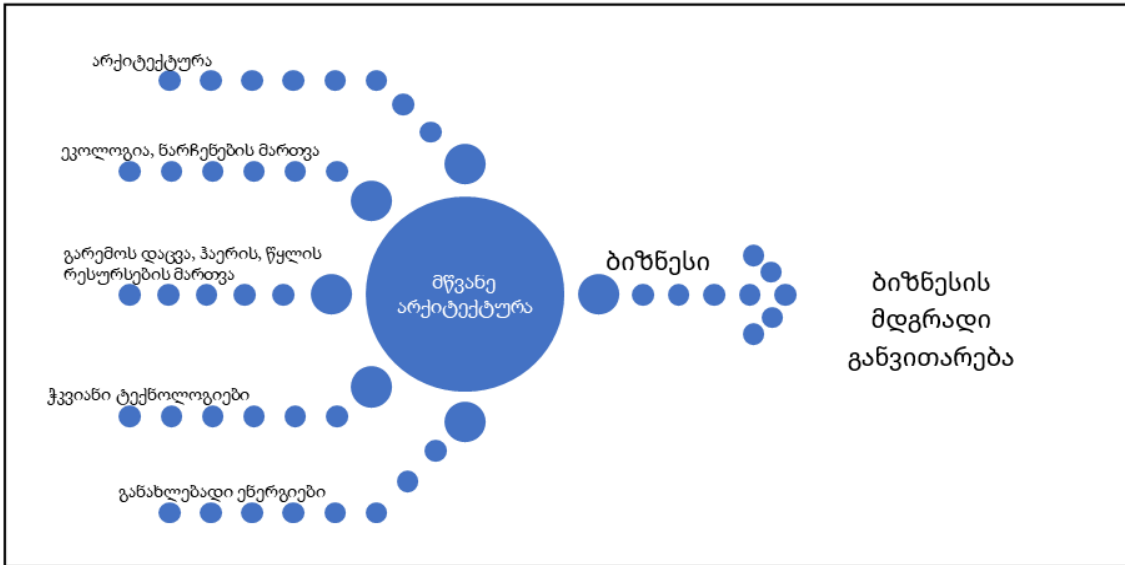 არქიტექტურა
ეკოლოგია, ნარჩენების მართვა
გარემოს დაცვა, ჰაერის, წყლის
რესურსების მართვა
ჭკვიანი ტექნოლოგიები
განახლებადი ენერგიები
მწვანე
არქიტექტურა
ბიზნესი
ბიზნესის
მდგრადი
განვითარება